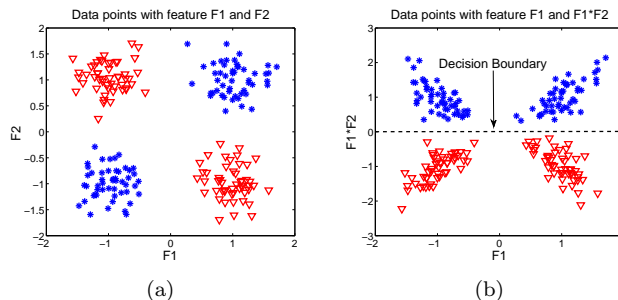 Data points with feature F1 and F2
2
1.5
1
0.5
0
−0.5
−1
−1.5
−2
F2
−2
−1
0
1
2
F1
(a)
Data points with feature F1 and F1*F2
3
2
1
0
−1
−2
−3
F1*F2
Decision Boundary
−2
−1
0
1
2
F1
(b)